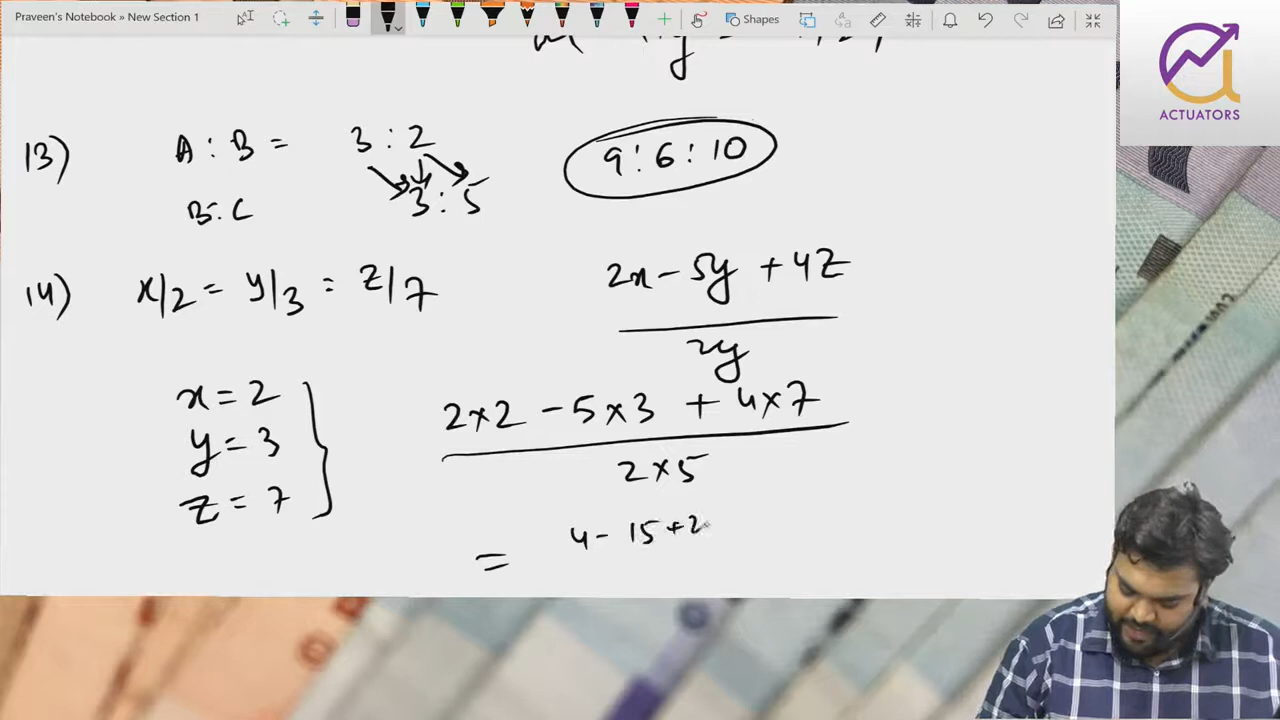 Praveen's Notebook » New Section 1
Shapes
ACTUATORS
13) A : B = 3 : 2 9 : 6 : 10
B : C 3 : 5
14) x/2 = y/3 = z/7 2x - 5y + 4z
2y
x = 2
y = 3
z = 7
2×2 - 5×3 + 4×7
2×5
= 4 - 15 + 2